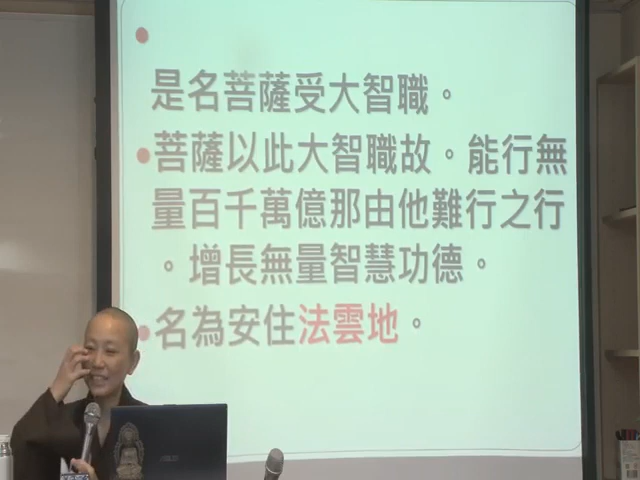 是名菩薩受大智職。
菩薩以此大智職故。能行無
量百千萬億那由他難行之行
。增長無量智慧功德。
名為安住法雲地。